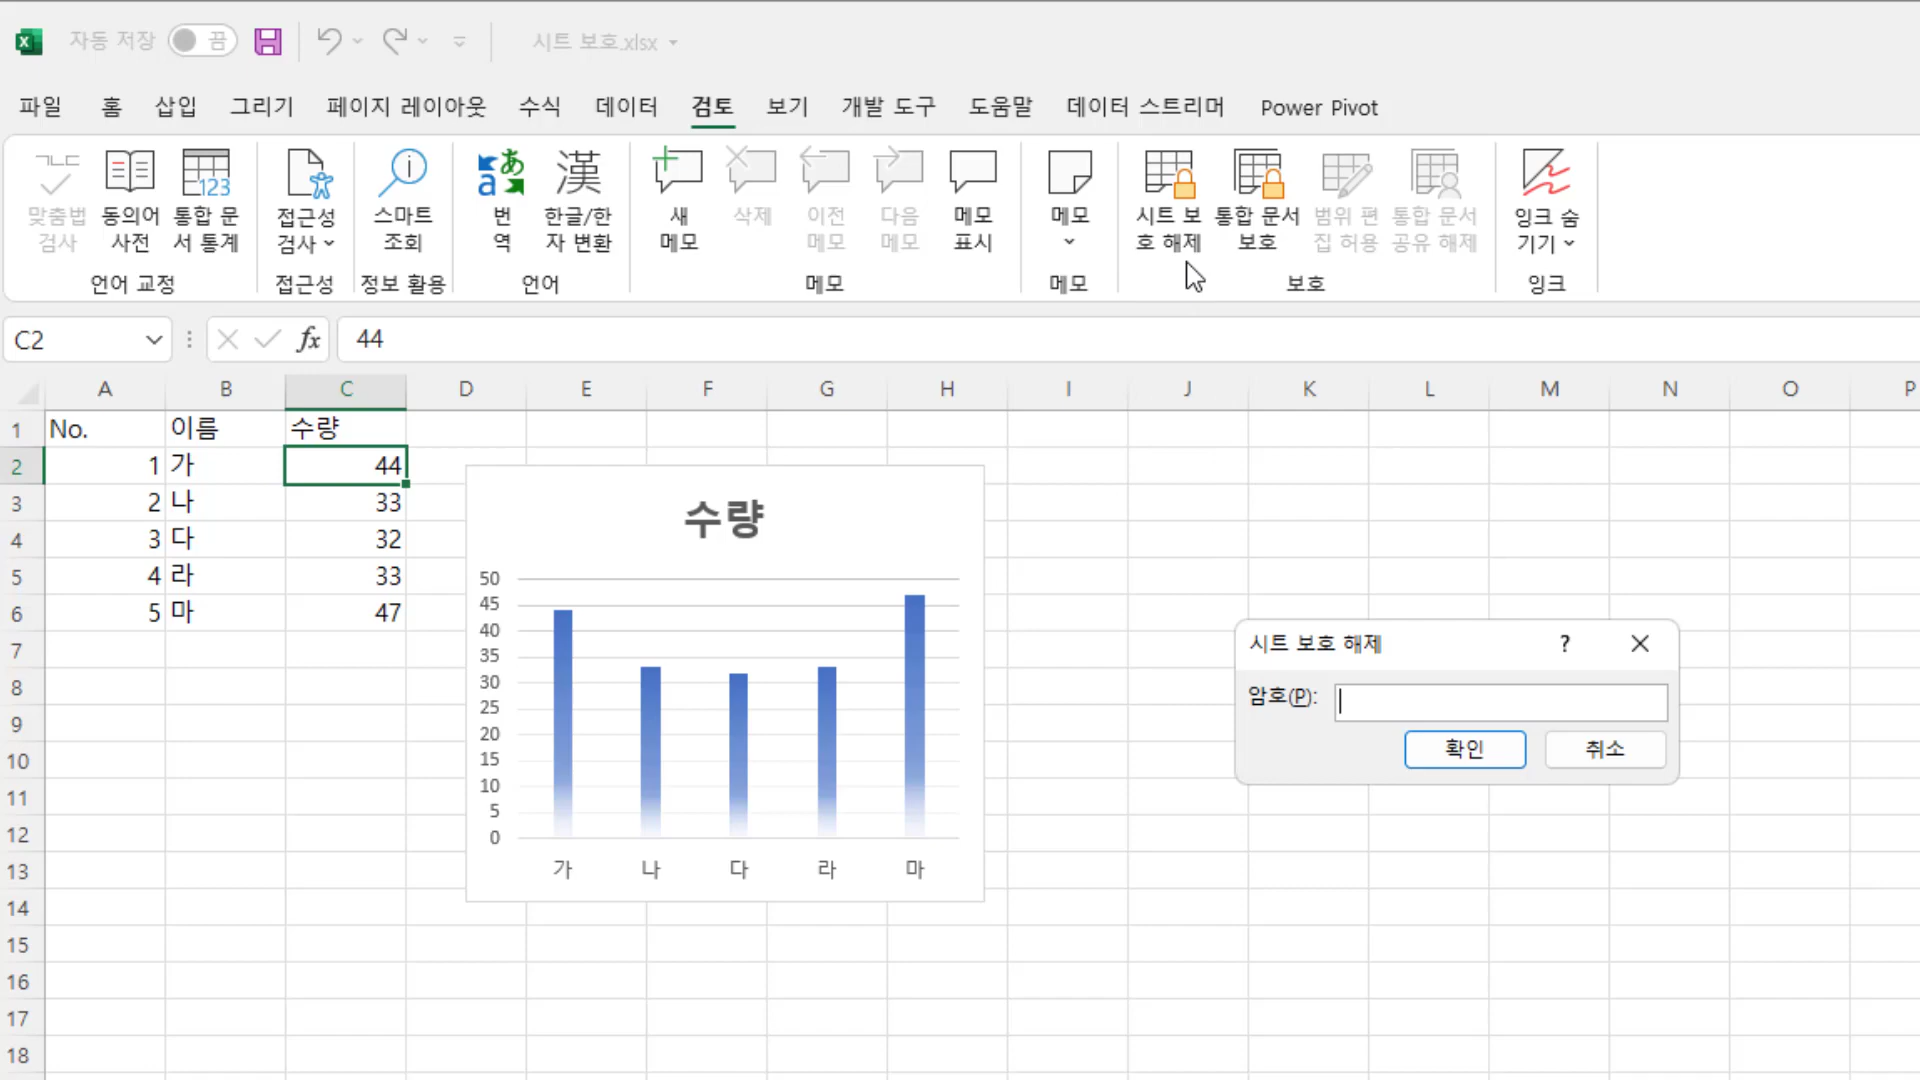 자동 저장 끔 시트 보호.xlsx
파일 홈 삽입 그리기 페이지 레이아웃 수식 데이터 검토 보기 개발 도구 도움말 데이터 스트리머 Power Pivot
맞춤법 검사
동의어 사전
통합 문서 통계
접근성 검사
스마트 조회
번역
한글/한자 변환
새 메모
삭제
이전 메모
다음 메모
메모 표시
메모
시트 보호 해제
통합 문서 보호
범위 편집 허용
통합 문서 공유 해제
잉크 숨기기
언어 교정 접근성 정보 활용 언어 메모 메모 보호 잉크
C2 fx 44
A B C D E F G H I J K L M N O P
1 No. 이름 수량
2 1 가 44
3 2 나 33
4 3 다 32
5 4 라 33
6 5 마 47
7
8
9
10
11
12
13
14
15
16
17
18
수량
50
45
40
35
30
25
20
15
10
5
0
가 나 다 라 마
시트 보호 해제 ?
암호(P):
확인 취소